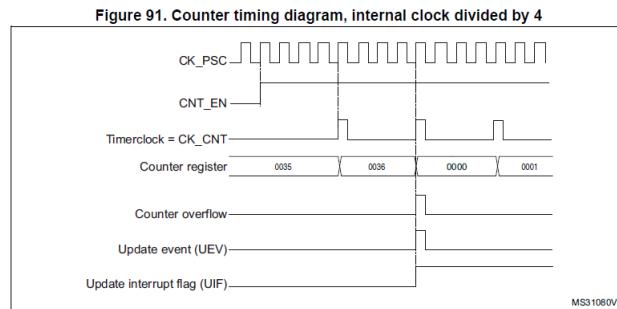 Figure 91. Counter timing diagram, internal clock divided by 4
CK_PSC
CNT_EN
Timerclock = CK_CNT
Counter register 0035 0036 0000 0001
Counter overflow
Update event (UEV)
Update interrupt flag (UIF)
MS31080V